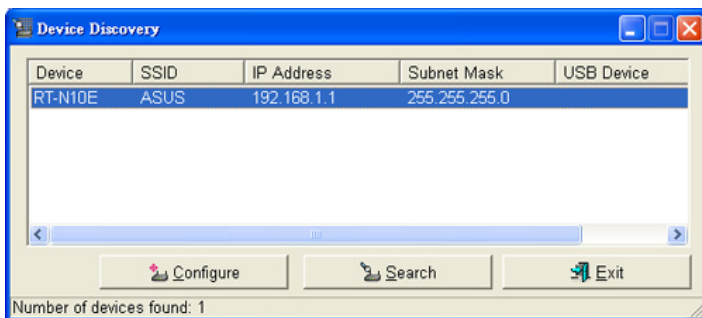 Device Discovery
Device SSID IP Address Subnet Mask USB Device
RT-N10E ASUS 192.168.1.1 255.255.255.0
Configure Search Exit
Number of devices found: 1